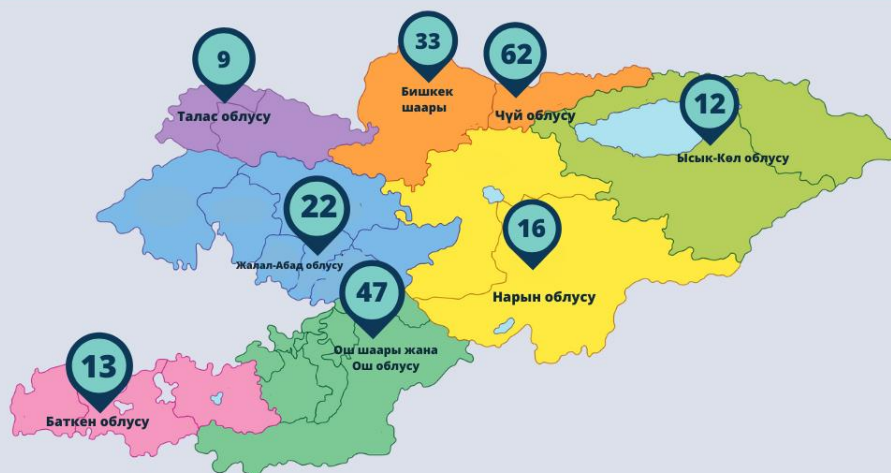 9
Талас облусу
33
Бишкек
шаары
62
Чүй облусу
12
Ысык-Көл облусу
22
Жалал-Абад облусу
16
Нарын облусу
47
Ош шаары жана
Ош облусу
13
Баткен облусу